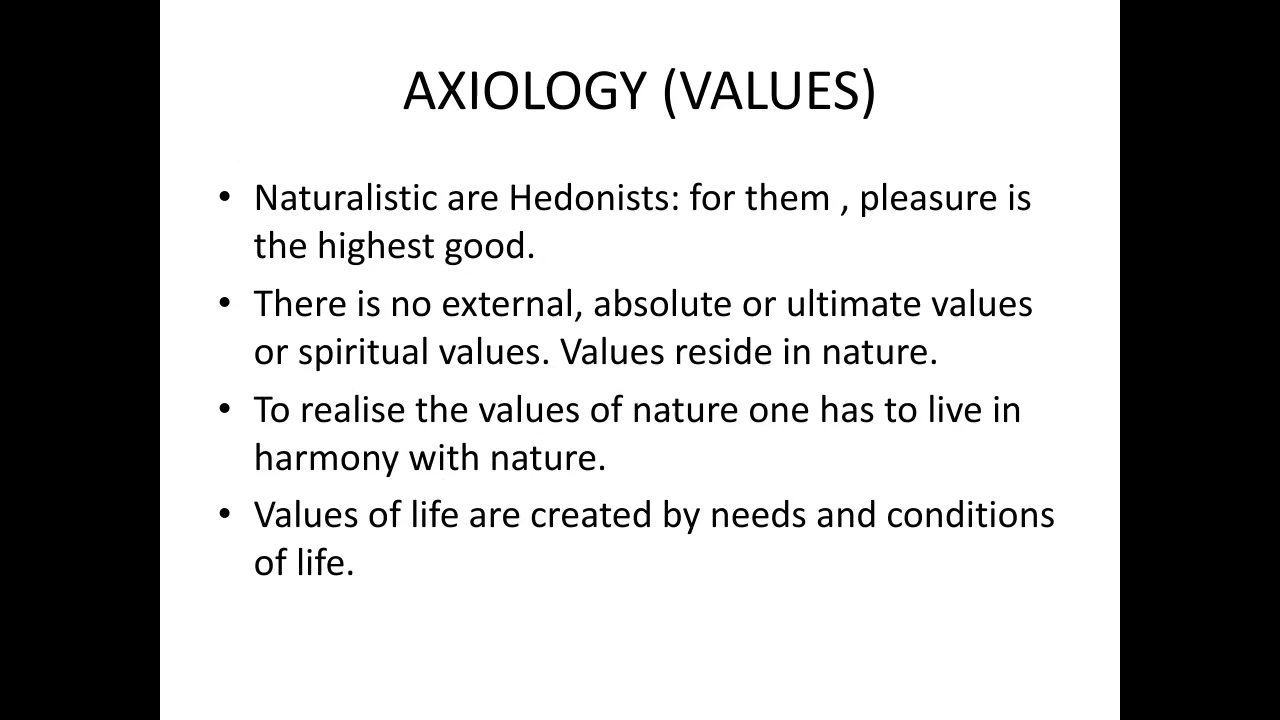 AXIOLOGY (VALUES)
• Naturalistic are Hedonists: for them , pleasure is
the highest good.
• There is no external, absolute or ultimate values
or spiritual values. Values reside in nature.
• To realise the values of nature one has to live in
harmony with nature.
• Values of life are created by needs and conditions
of life.